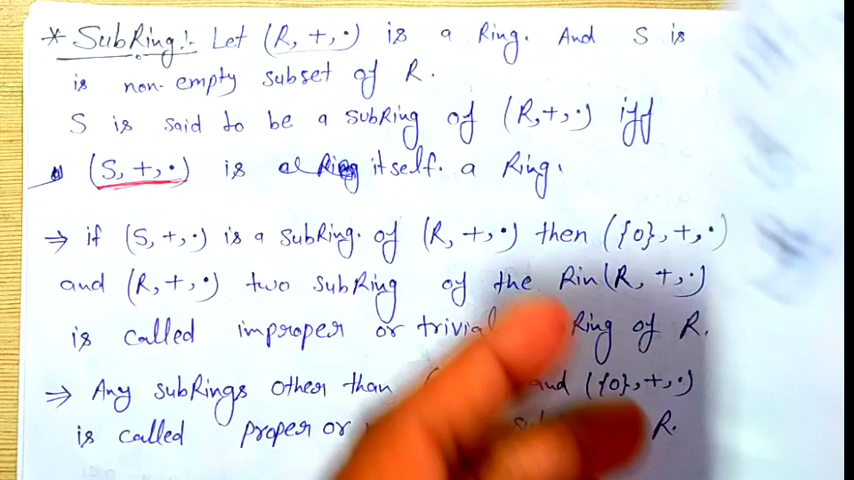 * SubRing:- Let (R, +, ·) is a Ring. And S is
is non-empty subset of R.
S is said to be a subRing of (R, +, ·) iff
(S, +, ·) is itself a Ring.
⇒ if (S, +, ·) is a subRing. of (R, +, ·) then ({0}, +, ·)
and (R, +, ·) two subRing of the Rin(R, +, ·)
is called improper or trivial Ring of R.
⇒ Any subRings other than and ({0}, +, ·)
is called proper or R.